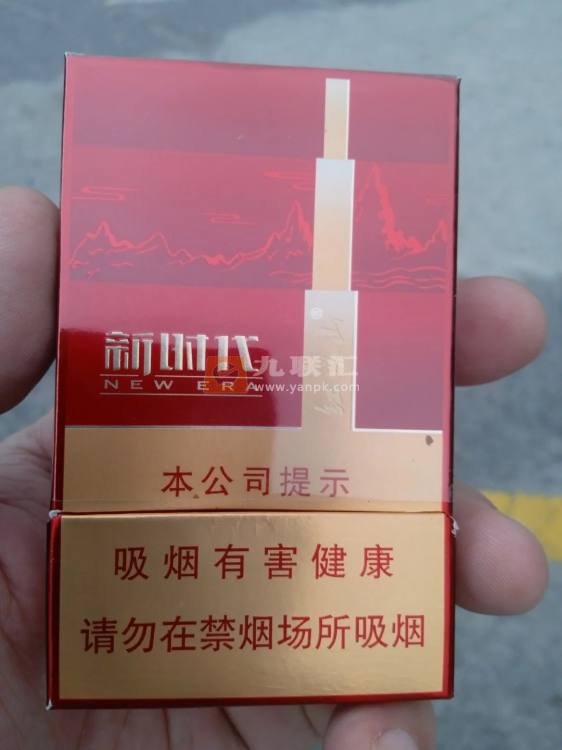 新时代
NEW ERA
九联汇
www.yanpk.com
本公司提示
吸烟有害健康
请勿在禁烟场所吸烟